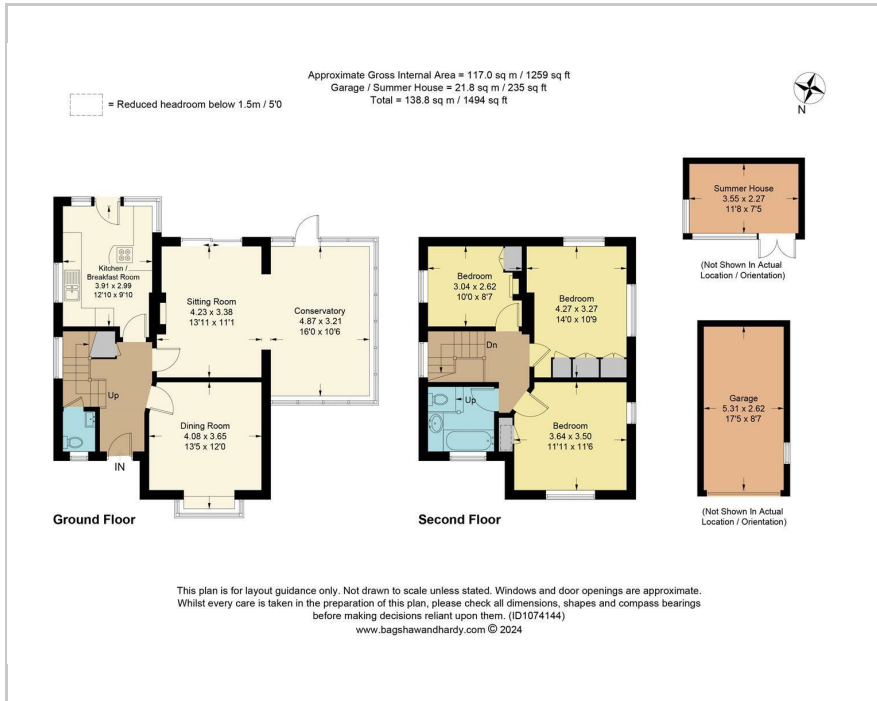 Approximate Gross Internal Area = 117.0 sq m / 1259 sq ft
Garage / Summer House = 21.8 sq m / 235 sq ft
Total = 138.8 sq m / 1494 sq ft
= Reduced headroom below 1.5m / 5'0
N
Kitchen /
Breakfast Room
3.91 x 2.99
12'10 x 9'10
Sitting Room
4.23 x 3.38
13'11 x 11'1
Conservatory
4.87 x 3.21
16'0 x 10'6
Up
Dining Room
4.08 x 3.65
13'5 x 12'0
IN
Ground Floor
Bedroom
3.04 x 2.62
10'0 x 8'7
Bedroom
4.27 x 3.27
14'0 x 10'9
Dn
Up
Bedroom
3.64 x 3.50
11'11 x 11'6
Second Floor
Summer House
3.55 x 2.27
11'8 x 7'5
(Not Shown In Actual
Location / Orientation)
Garage
5.31 x 2.62
17'5 x 8'7
(Not Shown In Actual
Location / Orientation)
This plan is for layout guidance only. Not drawn to scale unless stated. Windows and door openings are approximate.
Whilst every care is taken in the preparation of this plan, please check all dimensions, shapes and compass bearings
before making decisions reliant upon them. (ID1074144)
www.bagshawandhardy.com © 2024